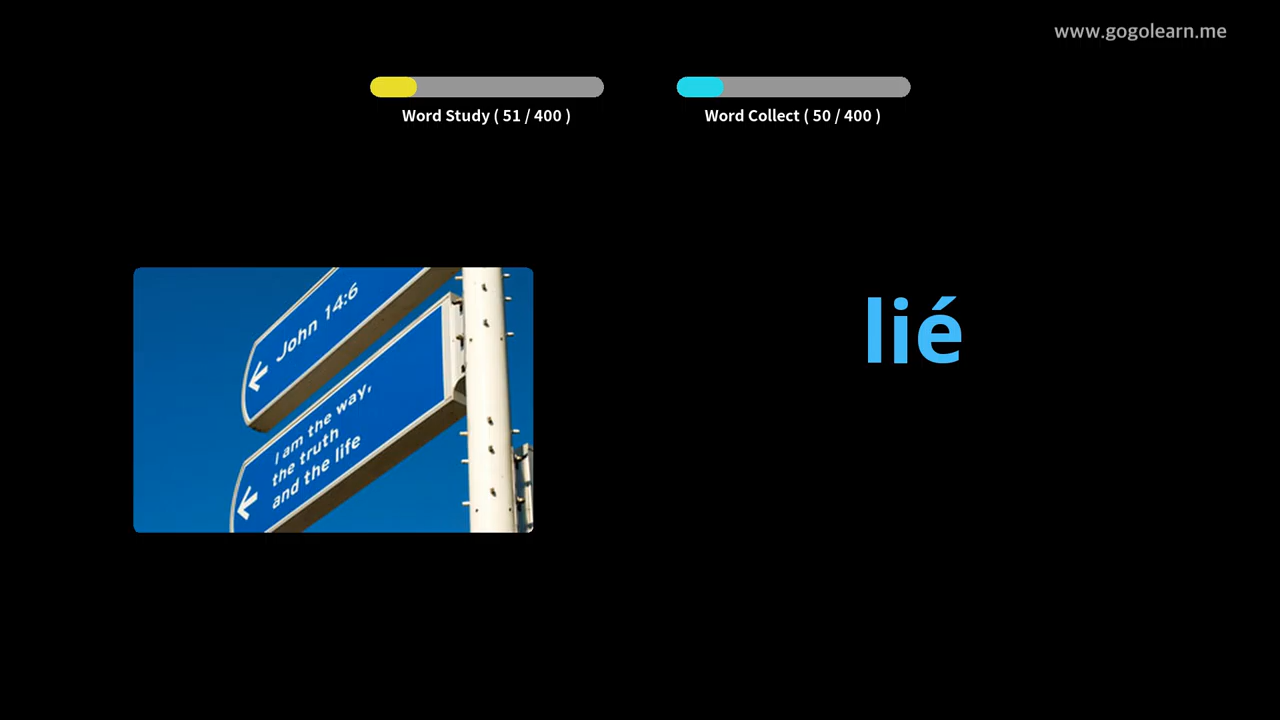 www.gogolearn.me
Word Study ( 51 / 400 )
Word Collect ( 50 / 400 )
John 14:6
I am the way,
the truth
and the life
lié